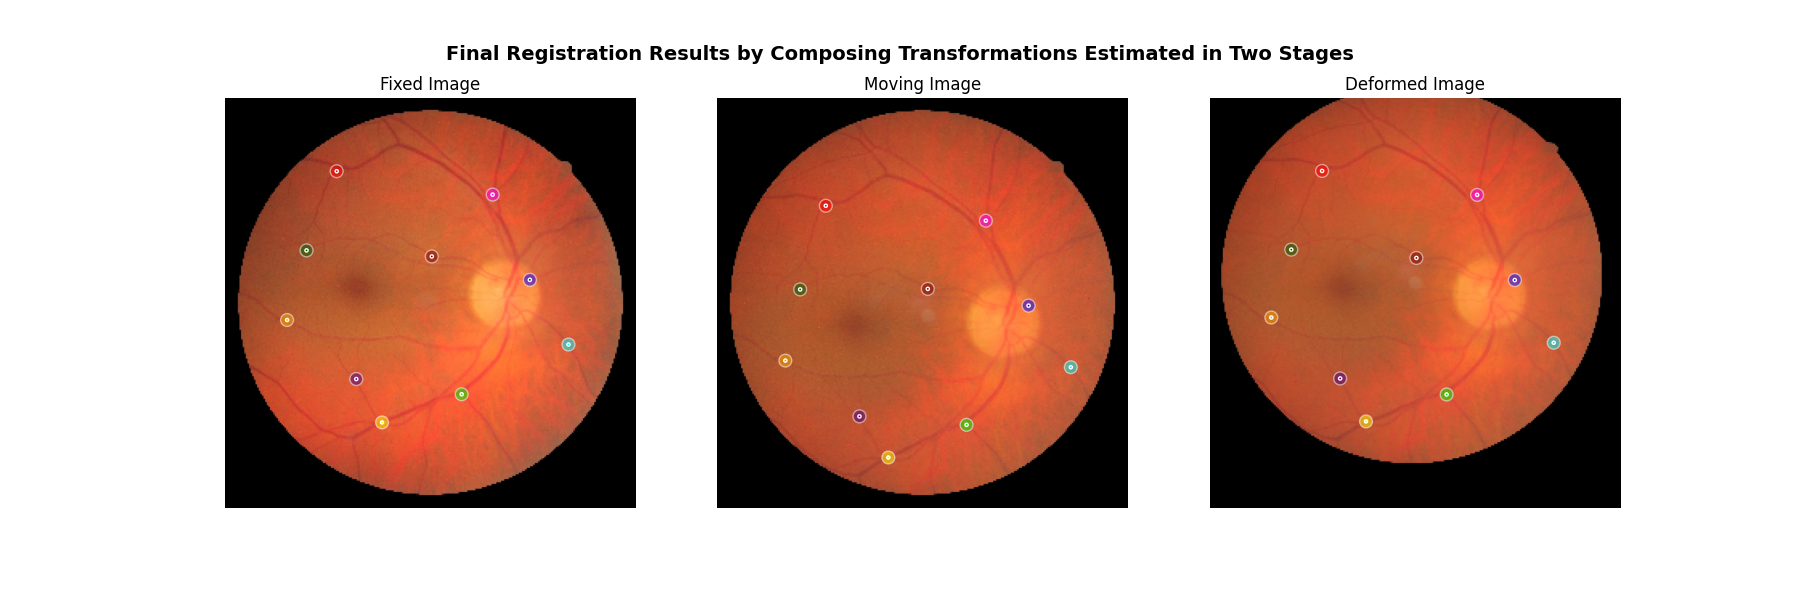 Final Registration Results by Composing Transformations Estimated in Two Stages
Fixed Image
Moving Image
Deformed Image